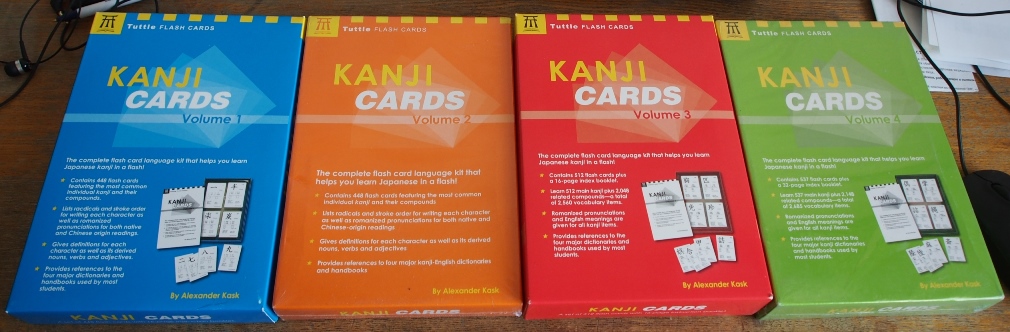 Tuttle FLASH CARDS
KANJI
CARDS
Volume 1
The complete flash card language kit that helps you learn
Japanese kanji in a flash!
Contains 448 flash cards
featuring the most common
individual kanji and their
compounds.
Lists radicals and stroke order
for writing each character
as well as romanized
pronunciations for both native
and Chinese-origin readings
Gives definitions for each
character as well as its derived
nouns, verbs and adjectives.
Provides references to the
four major dictionaries and
handbooks used by most
students.
By Alexander Kask
KANJI CARDS
Tuttle FLASH CARDS
KANJI
CARDS
Volume 2
The complete flash card language kit that
helps you learn Japanese kanji in a flash!
Contains 448 flash cards featuring the most common
individual kanji and their compounds
Lists radicals and stroke order for writing each character
as well as romanized pronunciations for both native and
Chinese-origin readings
Gives definitions for each character as well as its derived
nouns, verbs and adjectives
Provides references to four major kanji-English dictionaries
and handbooks
By Alexander Kask
KANJI CARDS
Tuttle FLASH CARDS
KANJI
CARDS
Volume 3
The complete flash card language kit that helps you learn
Japanese kanji in a flash!
Contains 512 flash cards plus
a 16-page index booklet.
Learn 512 main kanji plus 2,048
related compounds—a total
of 2,560 vocabulary items.
Romanized pronunciations
and English meanings are
given for all kanji items.
Provides references to the
four major dictionaries and
handbooks used by most
students.
By Alexander Kask
KANJI CARDS
Tuttle FLASH CARDS
KANJI
CARDS
Volume 4
The complete flash card language kit that helps you learn
Japanese kanji in a flash!
Contains 537 flash cards plus
a 32-page index booklet.
Learn 537 main kanji plus 2,148
related compounds—a total
of 2,685 vocabulary items.
Romanized pronunciations
and English meanings are
given for all kanji items.
Provides references to the
four major dictionaries and
handbooks used by most
students.
By Alexander Kask
KANJI CARDS